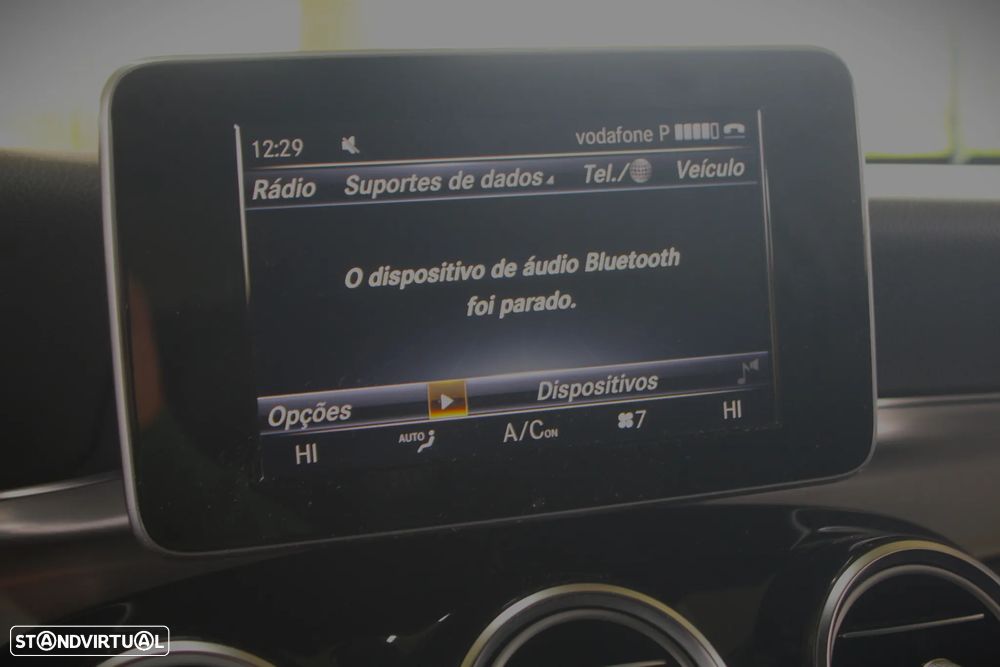 12:29 vodafone P
Rádio Suportes de dados Tel./ Veículo
O dispositivo de áudio Bluetooth
foi parado.
Opções Dispositivos
HI AUTO A/C ON 7 HI
STANDVIRTUAL